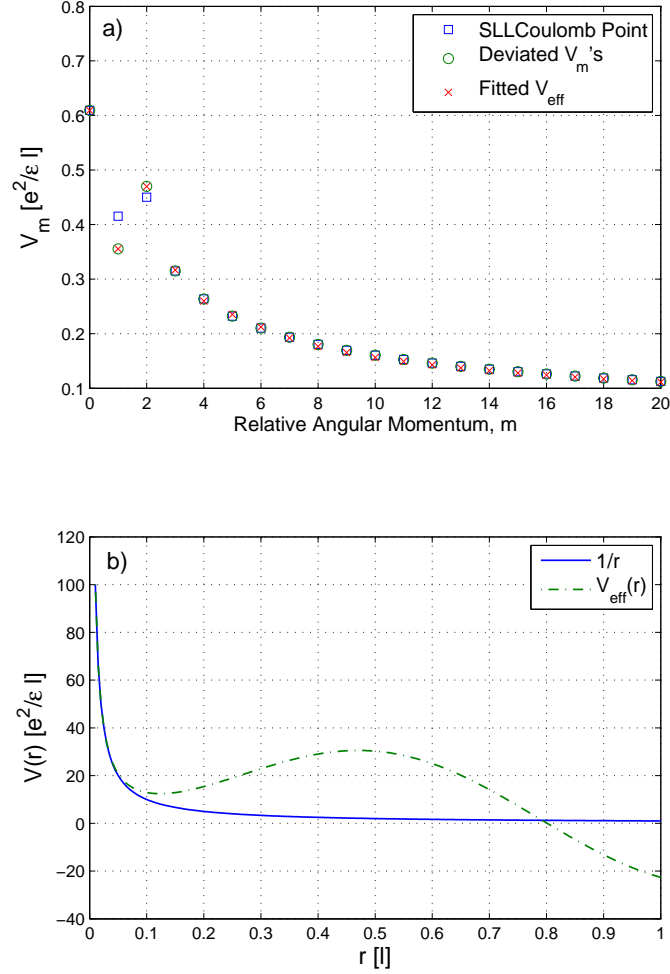 a)
SLLCoulomb Point
Deviated V_m's
Fitted V_eff
0.8
0.7
0.6
0.5
0.4
0.3
0.2
0.1
V_m [e^2/ε l]
0 2 4 6 8 10 12 14 16 18 20
Relative Angular Momentum, m
b)
1/r
V_eff(r)
120
100
80
60
40
20
0
−20
−40
V(r) [e^2/ε l]
0 0.1 0.2 0.3 0.4 0.5 0.6 0.7 0.8 0.9 1
r [l]